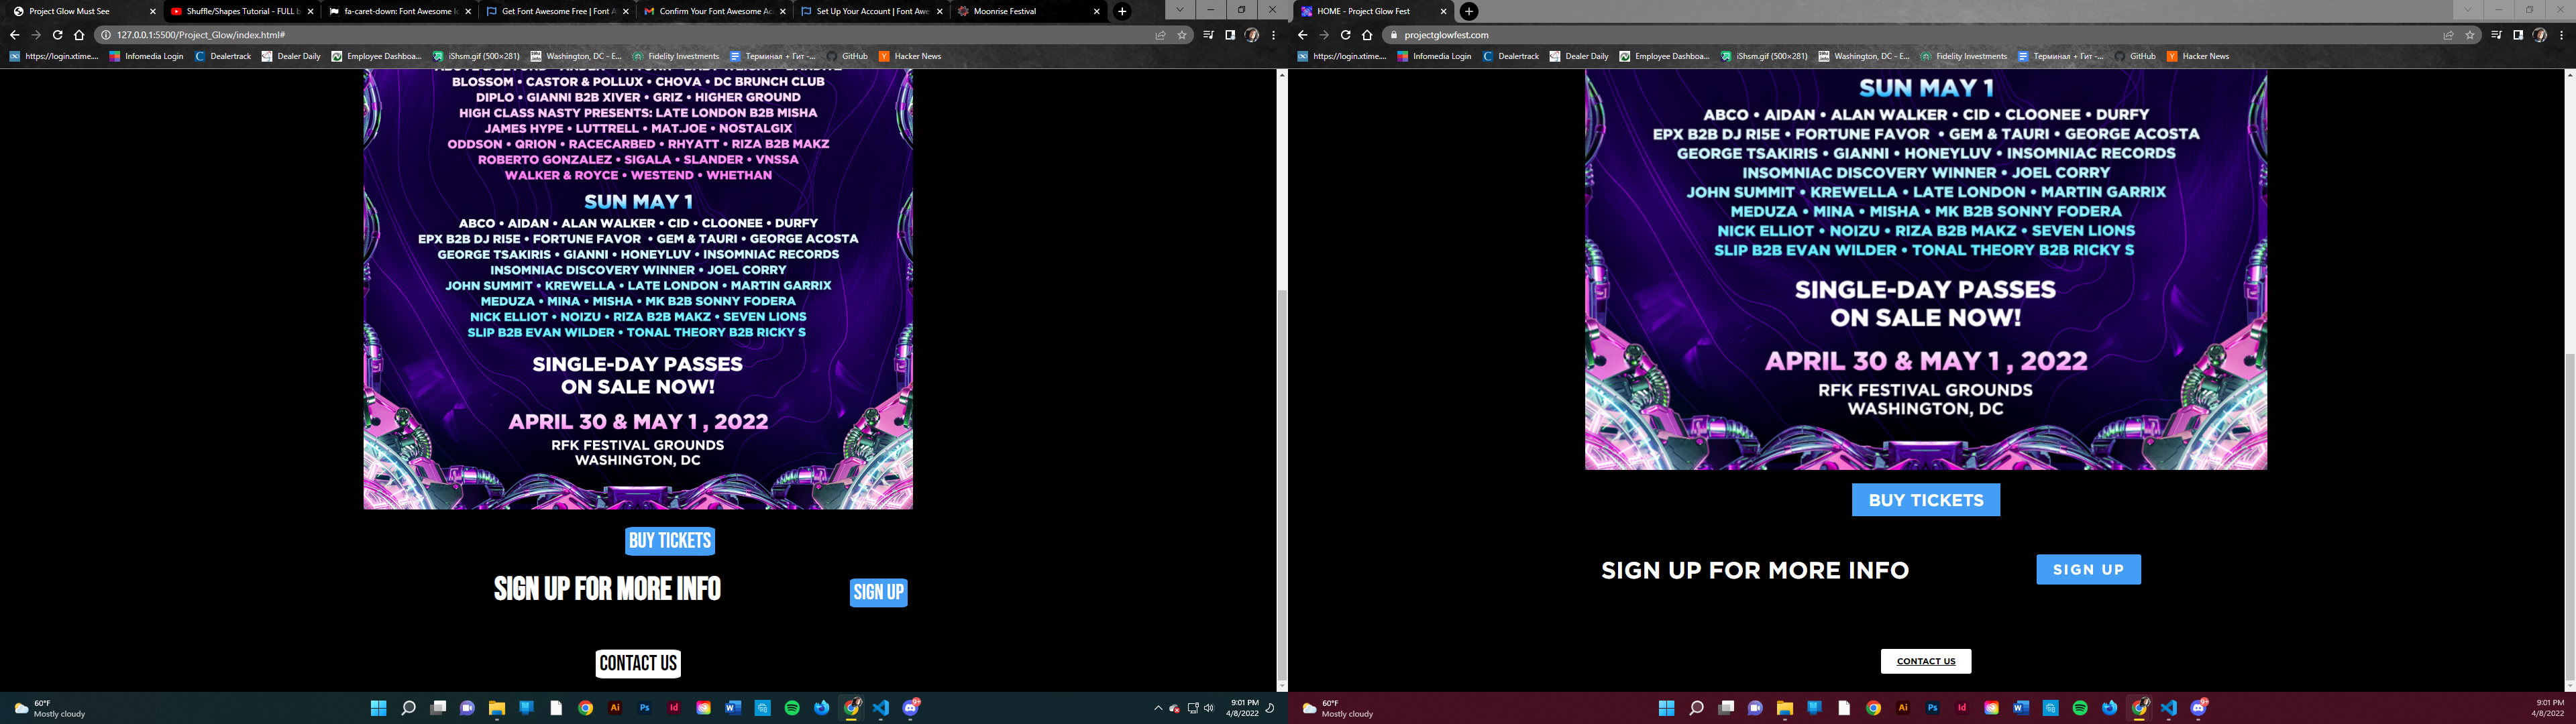 Project Glow Must See
Shuffle/Shapes Tutorial - FULL b
fa-caret-down: Font Awesome Ic
Get Font Awesome Free | Font A
Confirm Your Font Awesome Ac
Set Up Your Account | Font Awe
Moonrise Festival
127.0.0.1:5500/Project_Glow/index.html#
https://login.xtime....
Infomedia Login
Dealertrack
Dealer Daily
Employee Dashboa...
iShsm.gif (500×281)
Washington, DC - E...
Fidelity Investments
Терминал + Гит -...
GitHub
Hacker News
BLOSSOM • CASTOR & POLLUX • CHOVA • DC BRUNCH CLUB
DIPLO • GIANNI B2B XIVER • GRIZ • HIGHER GROUND
HIGH CLASS NASTY PRESENTS: LATE LONDON B2B MISHA
JAMES HYPE • LUTTRELL • MAT.JOE • NOSTALGIX
ODDSON • QRION • RACECARBED • RHYATT • RIZA B2B MAKZ
ROBERTO GONZALEZ • SIGALA • SLANDER • VNSSA
WALKER & ROYCE • WESTEND • WHETHAN
SUN MAY 1
ABCO • AIDAN • ALAN WALKER • CID • CLOONEE • DURFY
EPX B2B DJ RI5E • FORTUNE FAVOR • GEM & TAURI • GEORGE ACOSTA
GEORGE TSAKIRIS • GIANNI • HONEYLUV • INSOMNIAC RECORDS
INSOMNIAC DISCOVERY WINNER • JOEL CORRY
JOHN SUMMIT • KREWELLA • LATE LONDON • MARTIN GARRIX
MEDUZA • MINA • MISHA • MK B2B SONNY FODERA
NICK ELLIOT • NOIZU • RIZA B2B MAKZ • SEVEN LIONS
SLIP B2B EVAN WILDER • TONAL THEORY B2B RICKY S
SINGLE-DAY PASSES
ON SALE NOW!
APRIL 30 & MAY 1, 2022
RFK FESTIVAL GROUNDS
WASHINGTON, DC
BUY TICKETS
SIGN UP FOR MORE INFO
SIGN UP
CONTACT US
60°F
Mostly cloudy
9:01 PM
4/8/2022
HOME - Project Glow Fest
projectglowfest.com
https://login.xtime....
Infomedia Login
Dealertrack
Dealer Daily
Employee Dashboa...
iShsm.gif (500×281)
Washington, DC - E...
Fidelity Investments
Терминал + Гит -...
GitHub
Hacker News
SUN MAY 1
ABCO • AIDAN • ALAN WALKER • CID • CLOONEE • DURFY
EPX B2B DJ RI5E • FORTUNE FAVOR • GEM & TAURI • GEORGE ACOSTA
GEORGE TSAKIRIS • GIANNI • HONEYLUV • INSOMNIAC RECORDS
INSOMNIAC DISCOVERY WINNER • JOEL CORRY
JOHN SUMMIT • KREWELLA • LATE LONDON • MARTIN GARRIX
MEDUZA • MINA • MISHA • MK B2B SONNY FODERA
NICK ELLIOT • NOIZU • RIZA B2B MAKZ • SEVEN LIONS
SLIP B2B EVAN WILDER • TONAL THEORY B2B RICKY S
SINGLE-DAY PASSES
ON SALE NOW!
APRIL 30 & MAY 1, 2022
RFK FESTIVAL GROUNDS
WASHINGTON, DC
BUY TICKETS
SIGN UP FOR MORE INFO
SIGN UP
CONTACT US
60°F
Mostly cloudy
9:01 PM
4/8/2022